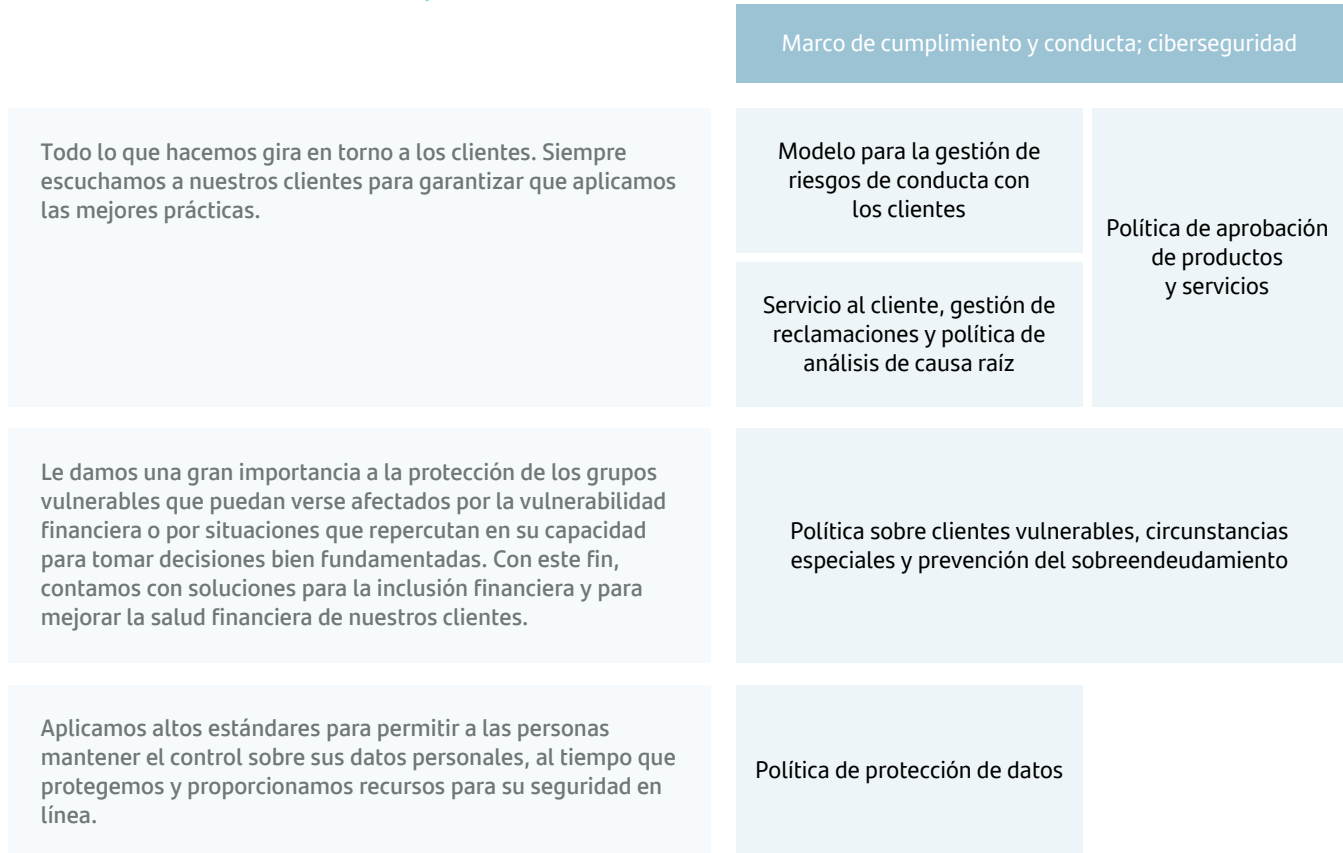 Marco de cumplimiento y conducta; ciberseguridad
Todo lo que hacemos gira en torno a los clientes. Siempre
escuchamos a nuestros clientes para garantizar que aplicamos
las mejores prácticas.
Modelo para la gestión de
riesgos de conducta con
los clientes
Servicio al cliente, gestión de
reclamaciones y política de
análisis de causa raíz
Política de aprobación
de productos
y servicios
Le damos una gran importancia a la protección de los grupos
vulnerables que puedan verse afectados por la vulnerabilidad
financiera o por situaciones que repercutan en su capacidad
para tomar decisiones bien fundamentadas. Con este fin,
contamos con soluciones para la inclusión financiera y para
mejorar la salud financiera de nuestros clientes.
Política sobre clientes vulnerables, circunstancias
especiales y prevención del sobreendeudamiento
Aplicamos altos estándares para permitir a las personas
mantener el control sobre sus datos personales, al tiempo que
protegemos y proporcionamos recursos para su seguridad en
línea.
Política de protección de datos